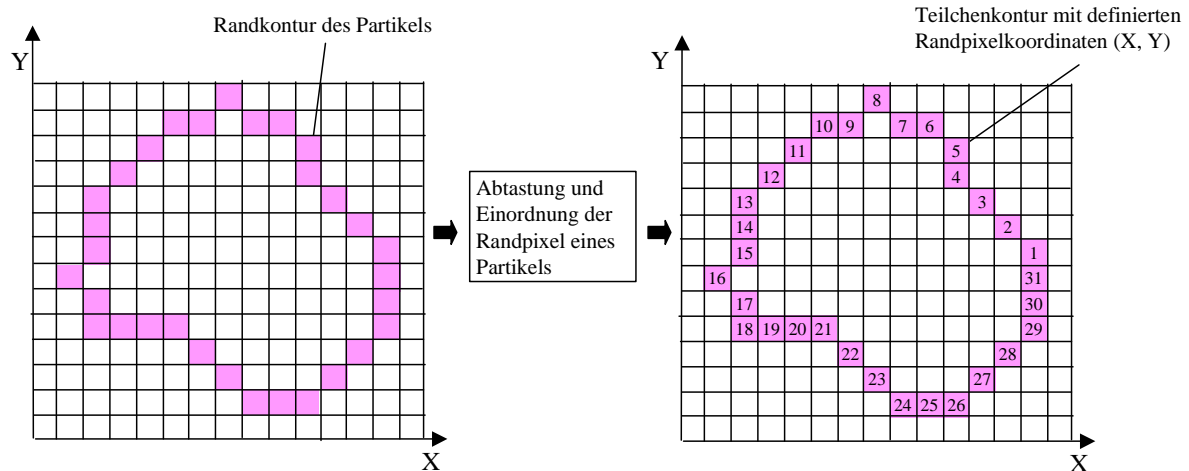 Randkontur des Partikels
Teilchenkontur mit definierten
Randpixelkoordinaten (X, Y)
Y
Y
8
10 9 7 6
11 5
12 4
13 3
14 2
15 1
16 31
17 30
18 19 20 21 29
22 28
23 27
24 25 26
Abtastung und
Einordnung der
Randpixel eines
Partikels
X
X